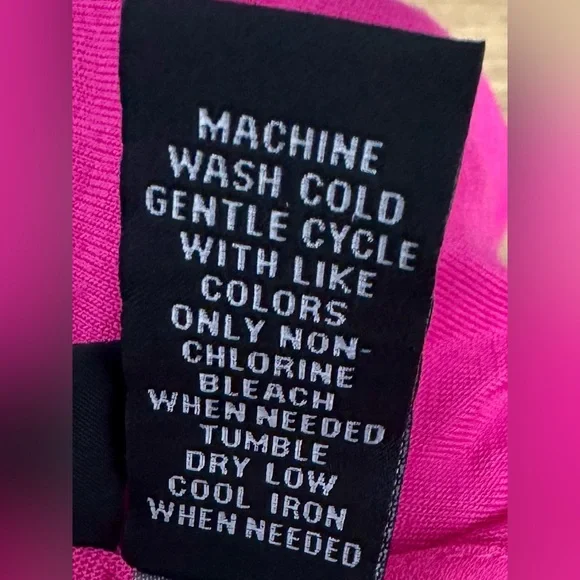 MACHINE
WASH COLD
GENTLE CYCLE
WITH LIKE
COLORS
ONLY NON-
CHLORINE
BLEACH
WHEN NEEDED
TUMBLE
DRY LOW
COOL IRON
WHEN NEEDED